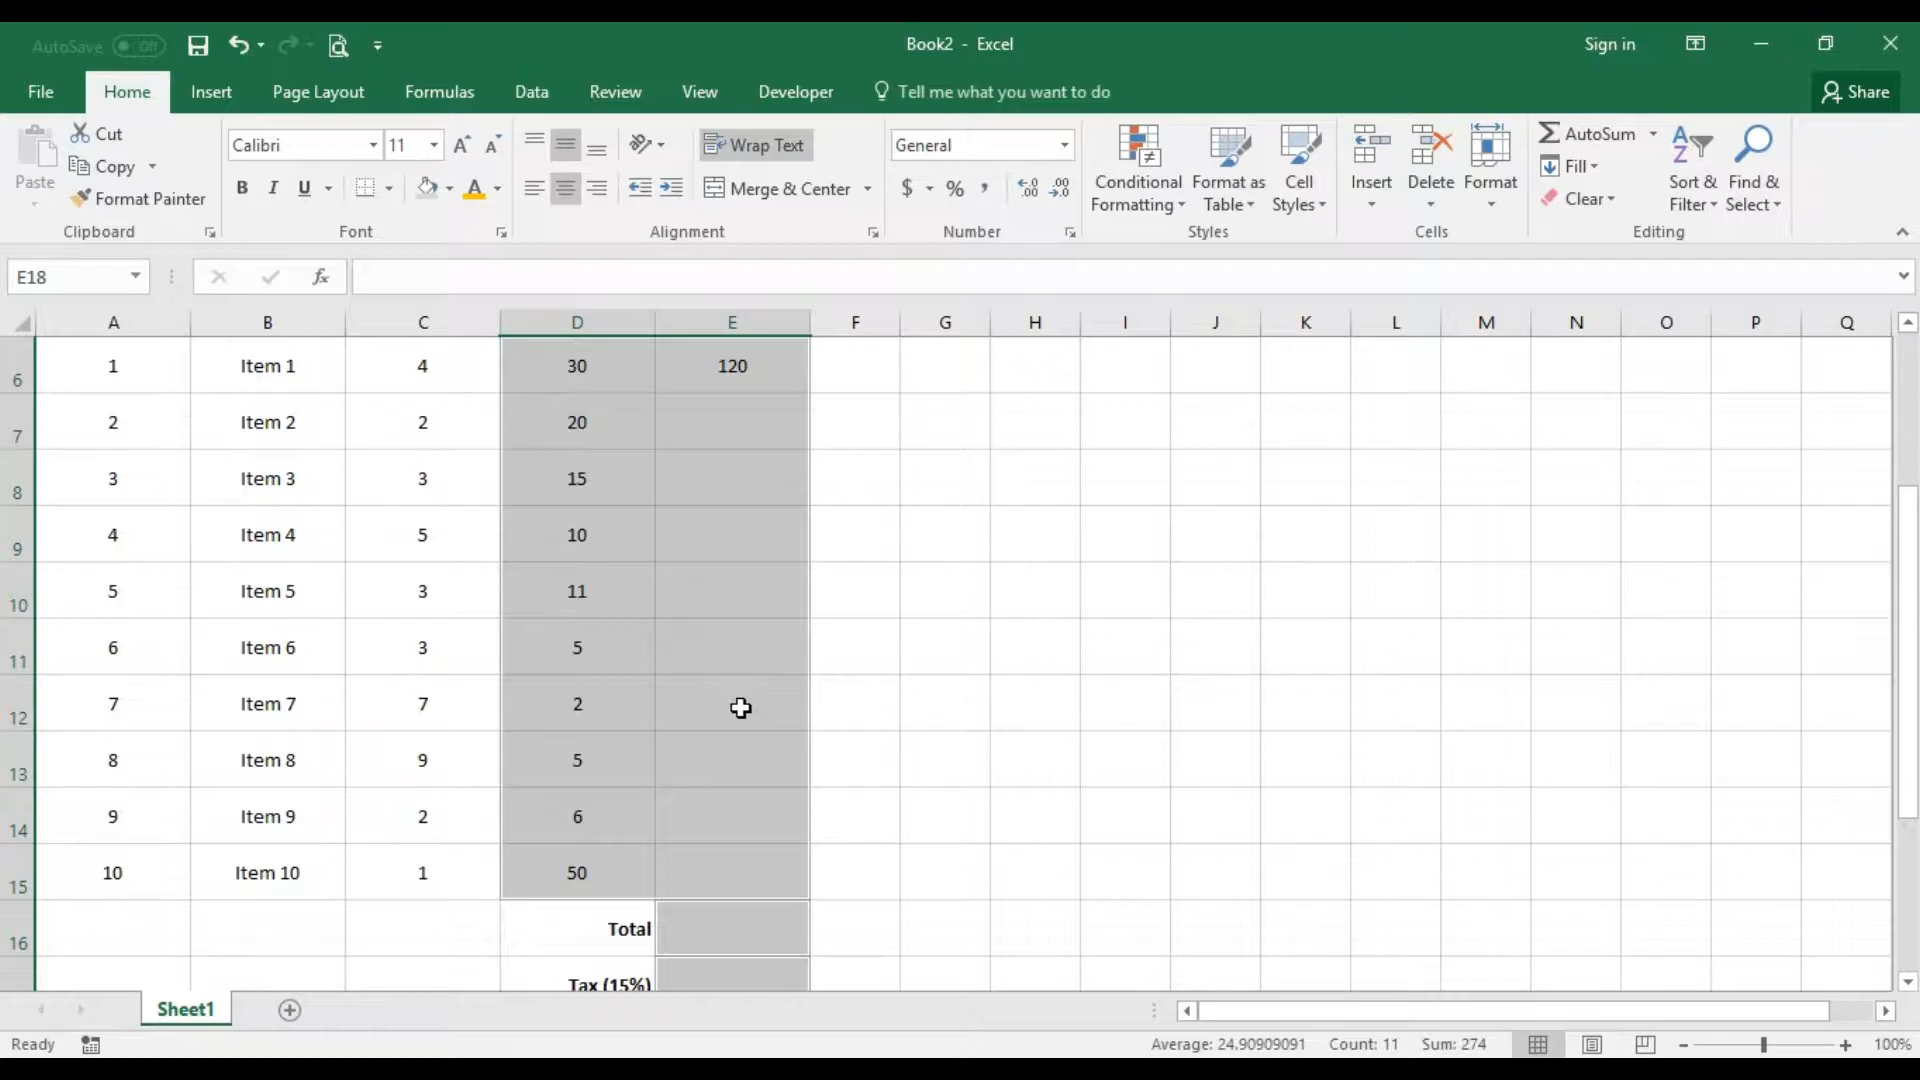 AutoSave Off
Book2 - Excel
Sign in
File Home Insert Page Layout Formulas Data Review View Developer Tell me what you want to do Share
Paste
Cut
Copy
Format Painter
Clipboard
Calibri 11
A A
B I U A
Font
Wrap Text
Merge & Center
Alignment
General
$ % ,
Number
Conditional Formatting
Format as Table
Cell Styles
Styles
Insert
Delete
Format
Cells
AutoSum
Fill
Clear
Sort & Filter
Find & Select
Editing
E18 fx
A B C D E F G H I J K L M N O P Q
6 1 Item 1 4 30 120
7 2 Item 2 2 20
8 3 Item 3 3 15
9 4 Item 4 5 10
10 5 Item 5 3 11
11 6 Item 6 3 5
12 7 Item 7 7 2
13 8 Item 8 9 5
14 9 Item 9 2 6
15 10 Item 10 1 50
16 Total
Tax (15%)
Sheet1
Ready
Average: 24.90909091 Count: 11 Sum: 274 100%